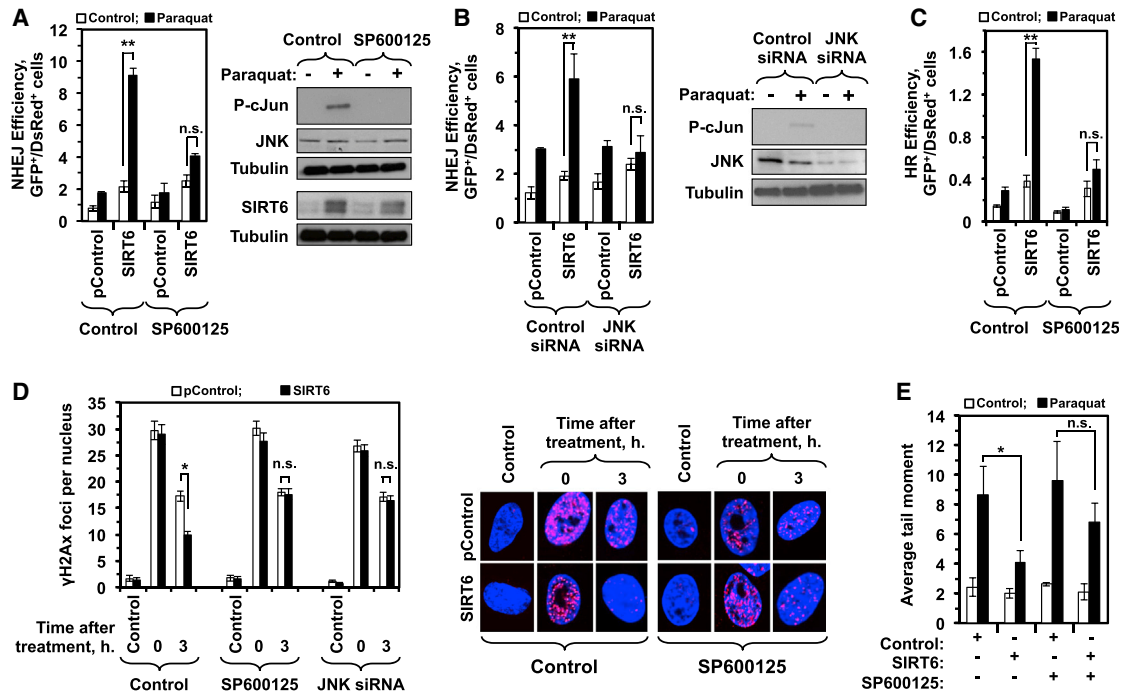 A
Control; Paraquat
NHEJ Efficiency,
GFP+/DsRed+ cells
12
10
8
6
4
2
0
**
n.s.
pControl
SIRT6
pControl
SIRT6
Control
SP600125
Control SP600125
Paraquat: - + - +
P-cJun
JNK
Tubulin
SIRT6
Tubulin
B
Control; Paraquat
NHEJ Efficiency,
GFP+/DsRed+ cells
8
6
4
2
0
**
n.s.
pControl
SIRT6
pControl
SIRT6
Control
siRNA
JNK
siRNA
Control
siRNA
JNK
siRNA
Paraquat: - + - +
P-cJun
JNK
Tubulin
C
Control; Paraquat
HR Efficiency,
GFP+/DsRed+ cells
1.6
1.2
0.8
0.4
0
**
n.s.
pControl
SIRT6
pControl
SIRT6
Control
SP600125
D
pControl; SIRT6
γH2Ax foci per nucleus
35
30
25
20
15
10
5
0
*
n.s.
n.s.
Time after
treatment, h.
Control 0 3
Control 0 3
Control 0 3
Control SP600125 JNK siRNA
Control
Time after
treatment, h.
0 3
Control
Time after
treatment, h.
0 3
pControl
SIRT6
Control
SP600125
E
Control; Paraquat
Average tail moment
14
12
10
8
6
4
2
0
*
n.s.
Control: + - + -
SIRT6: - + - +
SP600125: - - + +